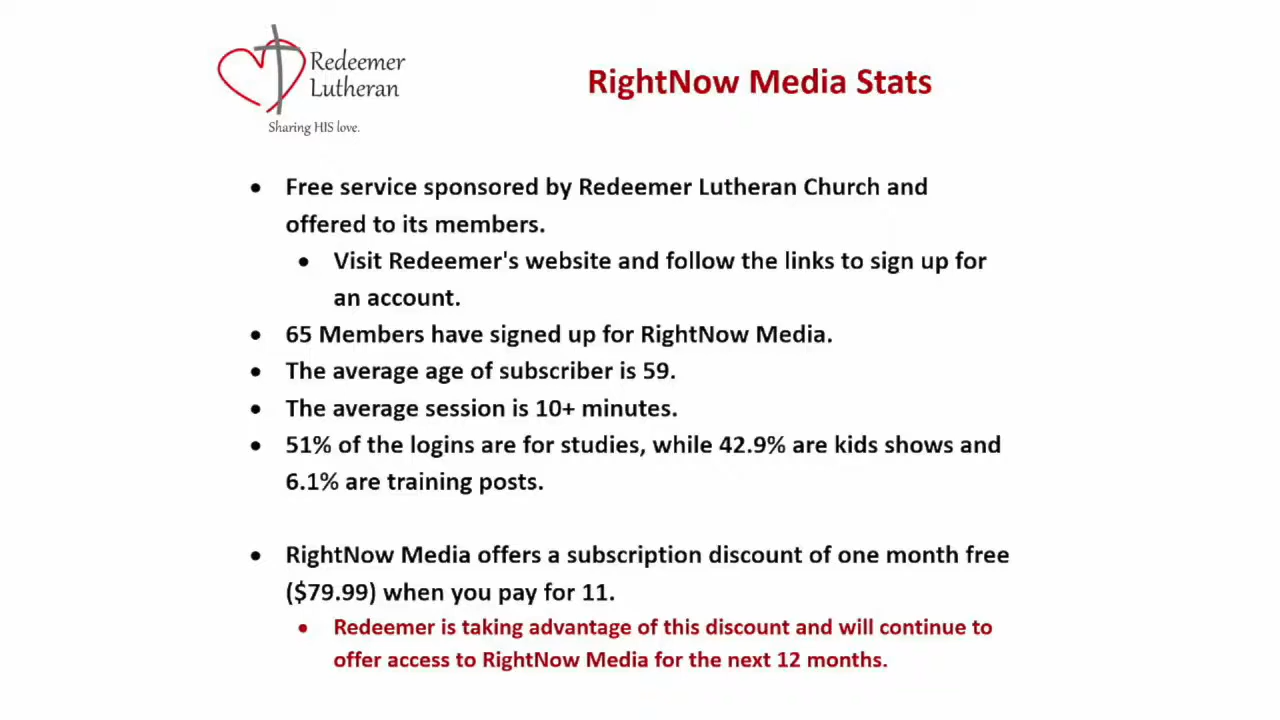 Redeemer
Lutheran
Sharing HIS love.
RightNow Media Stats
• Free service sponsored by Redeemer Lutheran Church and
offered to its members.
• Visit Redeemer's website and follow the links to sign up for
an account.
• 65 Members have signed up for RightNow Media.
• The average age of subscriber is 59.
• The average session is 10+ minutes.
• 51% of the logins are for studies, while 42.9% are kids shows and
6.1% are training posts.
• RightNow Media offers a subscription discount of one month free
($79.99) when you pay for 11.
• Redeemer is taking advantage of this discount and will continue to
offer access to RightNow Media for the next 12 months.